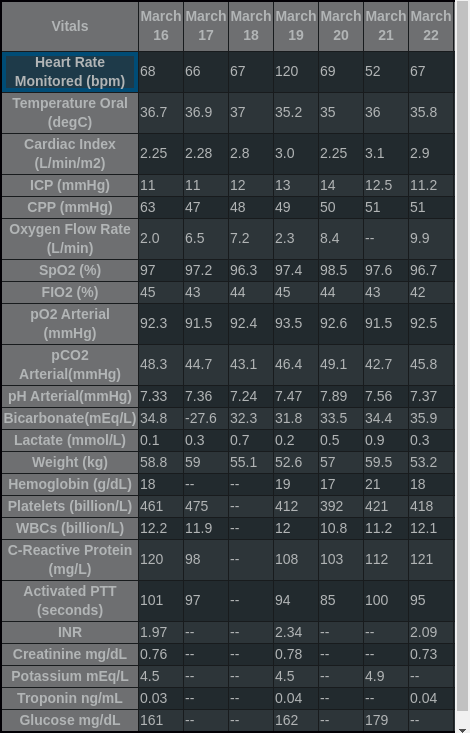 Vitals March 16 March 17 March 18 March 19 March 20 March 21 March 22
Heart Rate Monitored (bpm) 68 66 67 120 69 52 67
Temperature Oral (degC) 36.7 36.9 37 35.2 35 36 35.8
Cardiac Index (L/min/m2) 2.25 2.28 2.8 3.0 2.25 3.1 2.9
ICP (mmHg) 11 11 12 13 14 12.5 11.2
CPP (mmHg) 63 47 48 49 50 51 51
Oxygen Flow Rate (L/min) 2.0 6.5 7.2 2.3 8.4 -- 9.9
SpO2 (%) 97 97.2 96.3 97.4 98.5 97.6 96.7
FIO2 (%) 45 43 44 45 44 43 42
pO2 Arterial (mmHg) 92.3 91.5 92.4 93.5 92.6 91.5 92.5
pCO2 Arterial(mmHg) 48.3 44.7 43.1 46.4 49.1 42.7 45.8
pH Arterial(mmHg) 7.33 7.36 7.24 7.47 7.89 7.56 7.37
Bicarbonate(mEq/L) 34.8 -27.6 32.3 31.8 33.5 34.4 35.9
Lactate (mmol/L) 0.1 0.3 0.7 0.2 0.5 0.9 0.3
Weight (kg) 58.8 59 55.1 52.6 57 59.5 53.2
Hemoglobin (g/dL) 18 -- -- 19 17 21 18
Platelets (billion/L) 461 475 -- 412 392 421 418
WBCs (billion/L) 12.2 11.9 -- 12 10.8 11.2 12.1
C-Reactive Protein (mg/L) 120 98 -- 108 103 112 121
Activated PTT (seconds) 101 97 -- 94 85 100 95
INR 1.97 -- -- 2.34 -- -- 2.09
Creatinine mg/dL 0.76 -- -- 0.78 -- -- 0.73
Potassium mEq/L 4.5 -- -- 4.5 -- 4.9 --
Troponin ng/mL 0.03 -- -- 0.04 -- -- 0.04
Glucose mg/dL 161 -- -- 162 -- 179 --